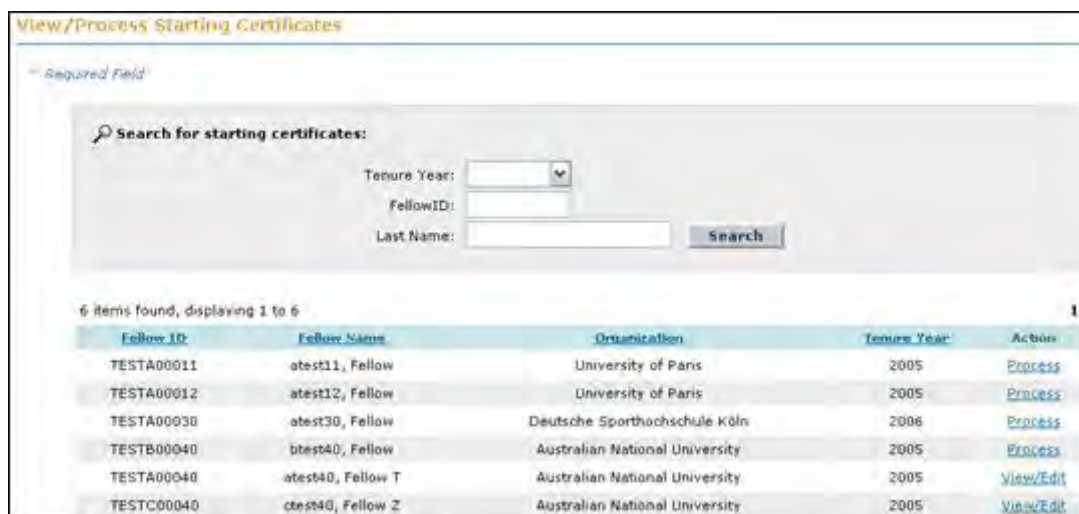 View/Process Starting Certificates
* Required Field
Search for starting certificates:
Tenure Year:
FellowID:
Last Name: Search
6 items found, displaying 1 to 6 1
Fellow ID Fellow Name Organization Tenure Year Action
TESTA00011 atest11, Fellow University of Paris 2005 Process
TESTA00012 atest12, Fellow University of Paris 2005 Process
TESTA00030 atest30, Fellow Deutsche Sporthochschule Köln 2006 Process
TESTB00040 btest40, Fellow Australian National University 2005 Process
TESTA00040 atest40, Fellow T Australian National University 2005 View/Edit
TESTC00040 ctest40, Fellow Z Australian National University 2005 View/Edit